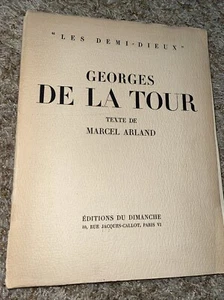 "LES DEMI-DIEUX"
GEORGES
DE LA TOUR
TEXTE DE
MARCEL ARLAND
ÉDITIONS DU DIMANCHE
16, RUE JACQUES-CALLOT, PARIS VI